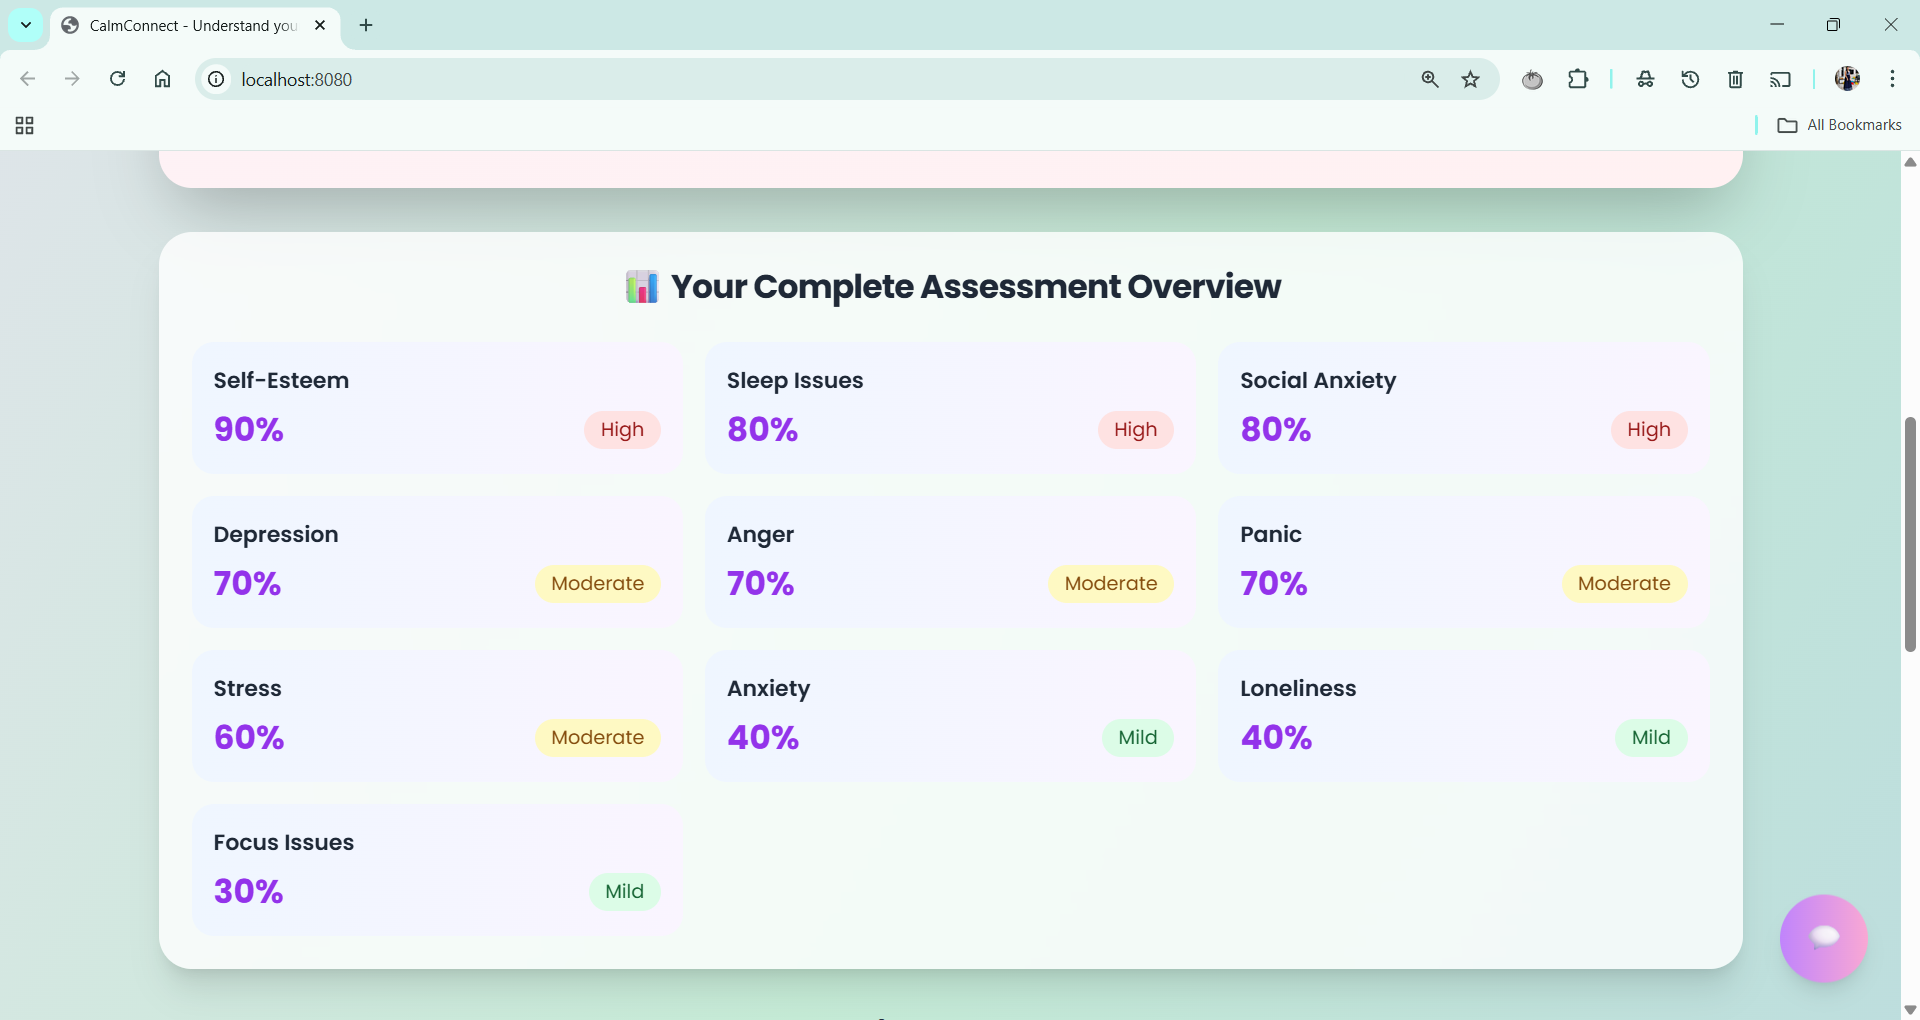 CalmConnect - Understand you
localhost:8080
All Bookmarks
Your Complete Assessment Overview
Self-Esteem
90%
High
Sleep Issues
80%
High
Social Anxiety
80%
High
Depression
70%
Moderate
Anger
70%
Moderate
Panic
70%
Moderate
Stress
60%
Moderate
Anxiety
40%
Mild
Loneliness
40%
Mild
Focus Issues
30%
Mild